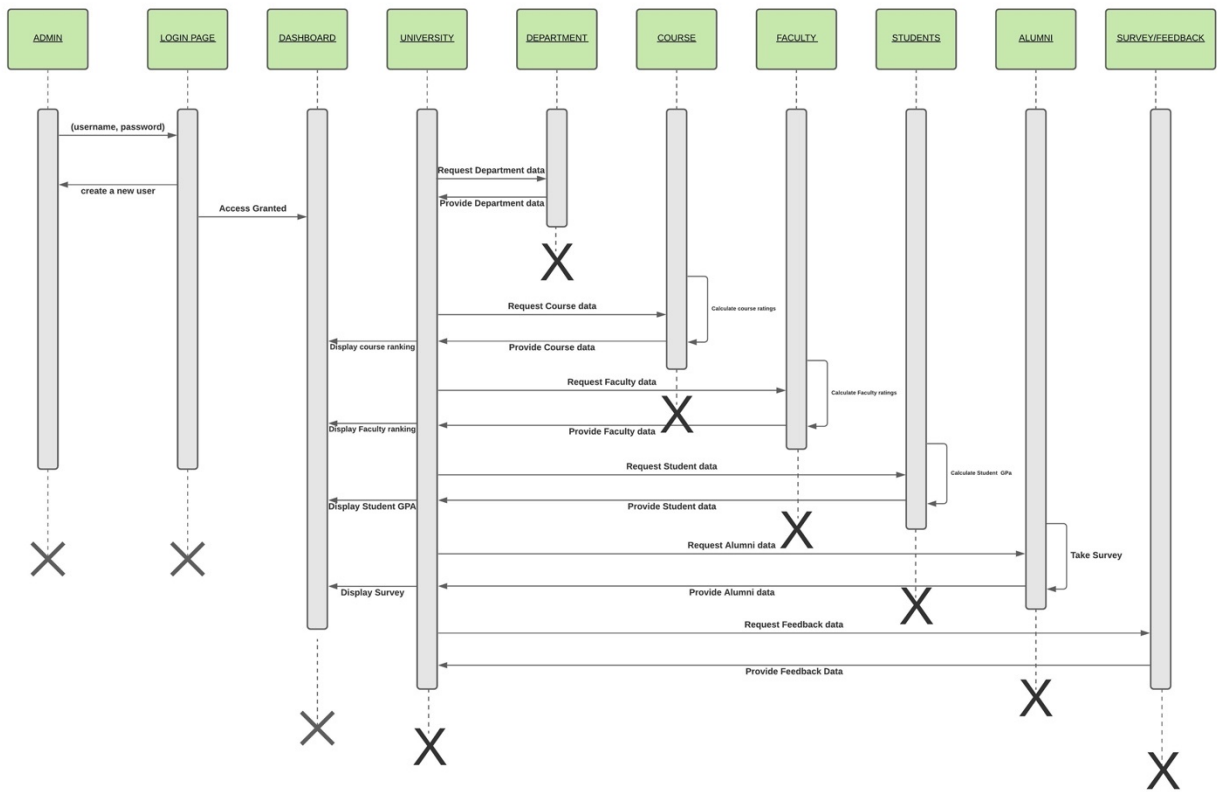 ADMIN
LOGIN PAGE
DASHBOARD
UNIVERSITY
DEPARTMENT
COURSE
FACULTY
STUDENTS
ALUMNI
SURVEY/FEEDBACK
(username, password)
Request Department data
create a new user
Provide Department data
Access Granted
Request Course data
Calculate course ratings
Display course ranking
Provide Course data
Request Faculty data
Calculate Faculty ratings
Display Faculty ranking
Provide Faculty data
Request Student data
Calculate Student GPa
Display Student GPA
Provide Student data
Request Alumni data
Take Survey
Display Survey
Provide Alumni data
Request Feedback data
Provide Feedback Data